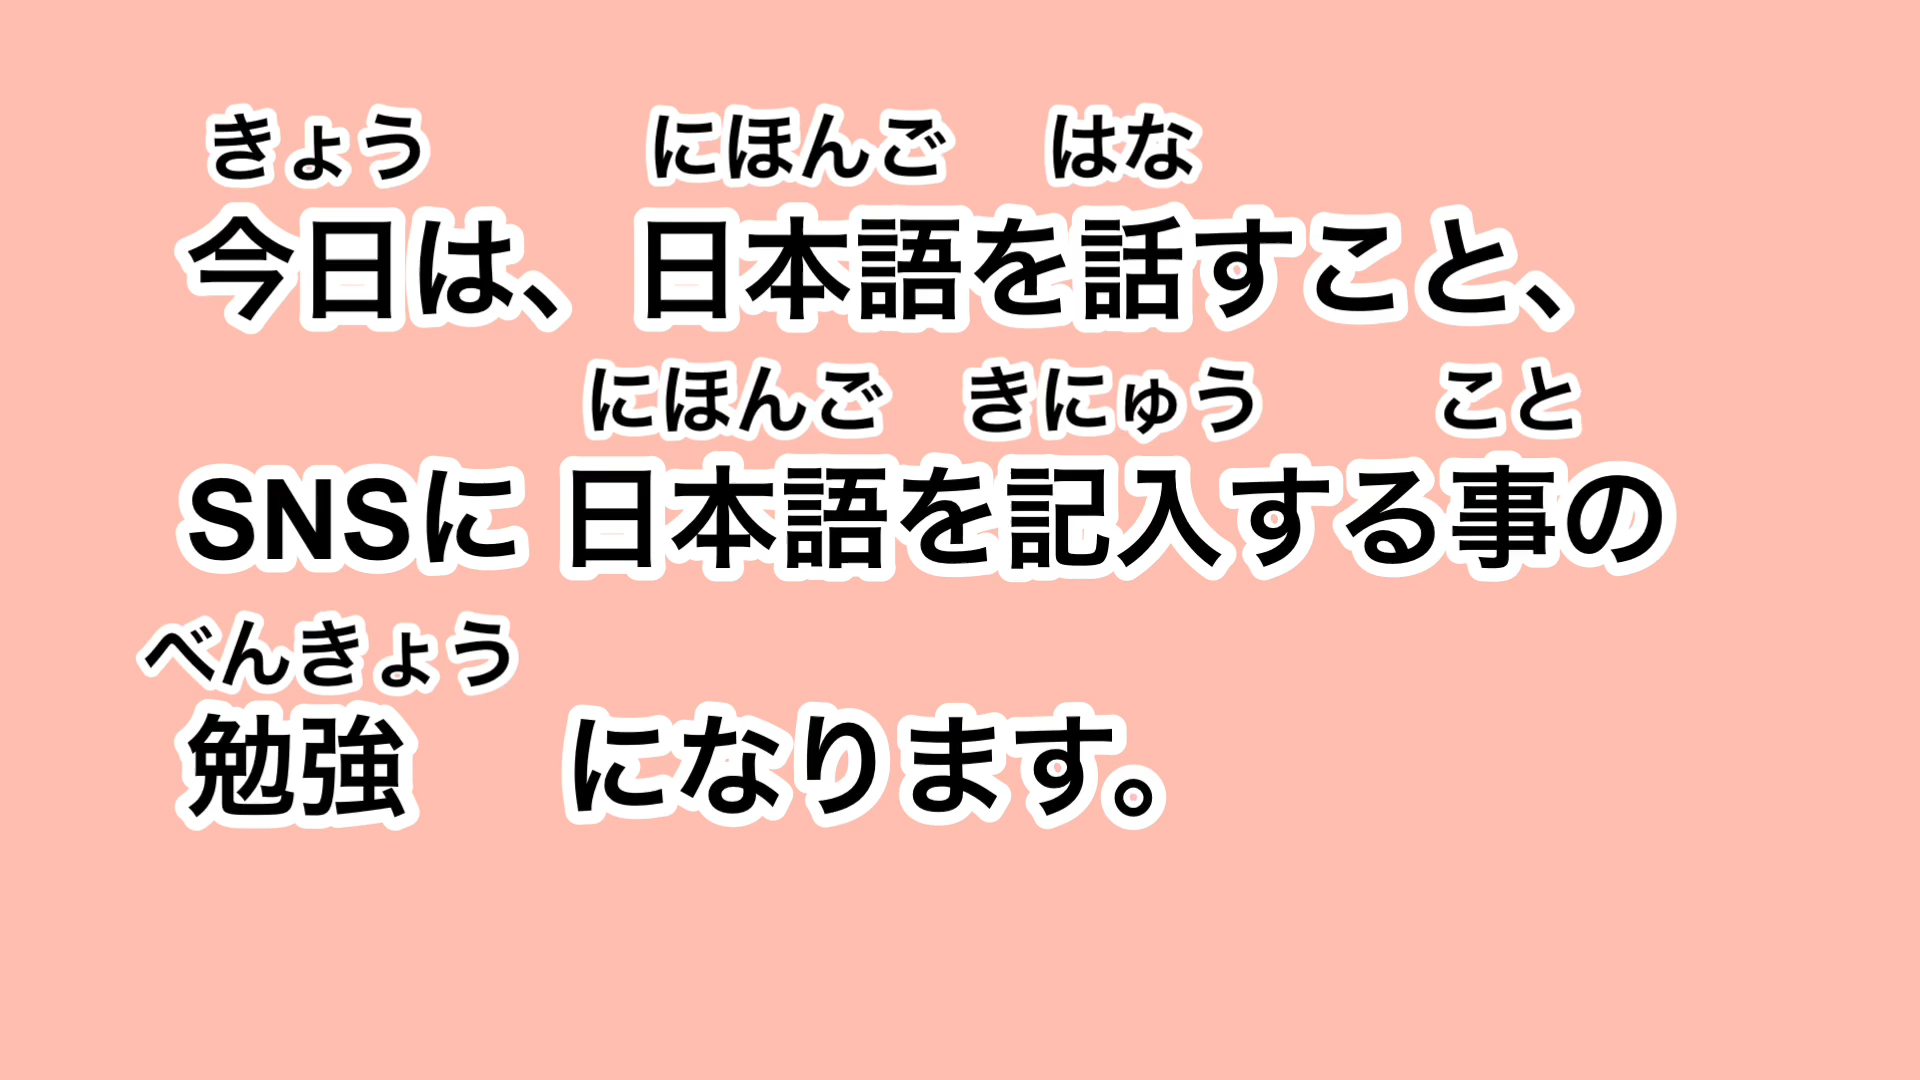 きょう にほんご はな
今日は、日本語を話すこと、
にほんご きにゅう こと
SNSに 日本語を記入する事の
べんきょう
勉強　になります。